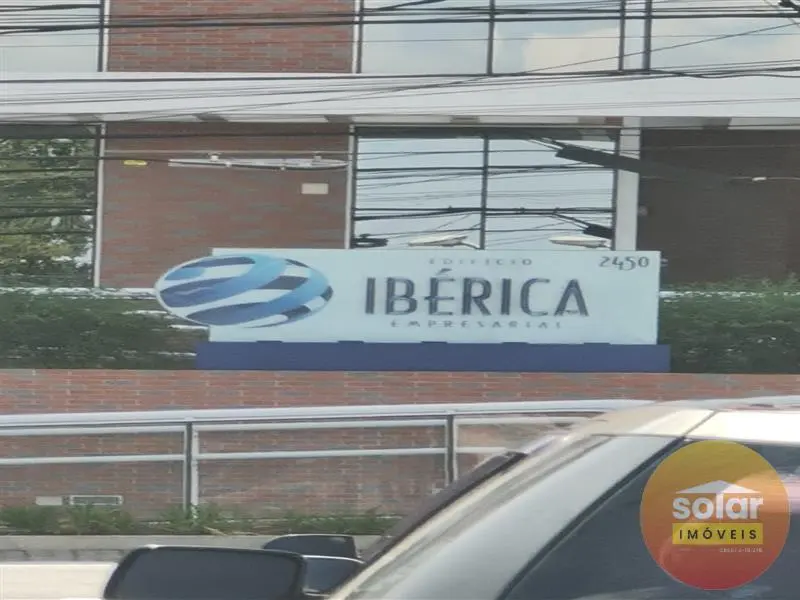 EDIFÍCIO
2450
IBÉRICA
EMPRESARIAL
solar
IMÓVEIS